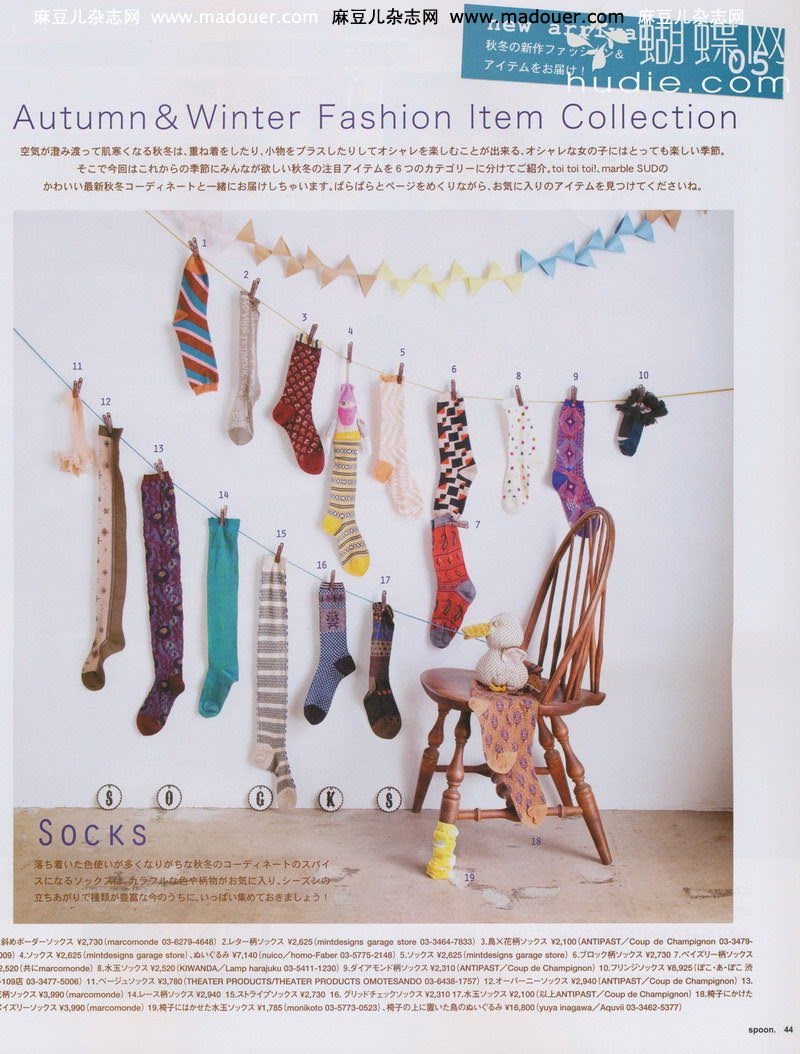 麻豆儿杂志网 www.madouer.com 麻豆儿杂志网 www.madouer.com 麻豆儿杂志网
new arrival
秋冬の新作ファッション&
アイテムをお届け!
05
蝴蝶网
hudie.com
Autumn & Winter Fashion Item Collection
空気が澄み渡って肌寒くなる秋冬は、重ね着をしたり、小物をプラスしたりしてオシャレを楽しむことが出来る、オシャレな女の子にはとっても楽しい季節。
そこで今回はこれからの季節にみんなが欲しい秋冬の注目アイテムを6つのカテゴリーに分けてご紹介。toi toi toi!、marble SUDの
かわいい最新秋冬コーディネートと一緒にお届けしちゃいます。ぱらぱらとページをめくりながら、お気に入りのアイテムを見つけてくださいね。
1
2
3
4
5
6
8
9
10
11
12
13
14
15
16
17
7
18
19
S O C K S
SOCKS
落ち着いた色使いが多くなりがちな秋冬のコーディネートのスパイ
スになるソックスは、カラフルな色や柄物がお気に入り。シーズンの
立ちあがりで種類が豊富な今のうちに、いっぱい集めておきましょう!
斜めボーダーソックス ¥2,730(marcomonde 03-6279-4648) 2.レター柄ソックス ¥2,625(mintdesigns garage store 03-3464-7833) 3.鳥×花柄ソックス ¥2,100(ANTIPAST/Coup de Champignon 03-3479-
009) 4.ソックス ¥2,625(mintdesigns garage store)、ぬいぐるみ ¥7,140(nuico/homo-Faber 03-5775-2148) 5.ソックス ¥2,625(mintdesigns garage store) 6.ブロック柄ソックス ¥2,730 7.ペイズリー柄ソックス
2,520(共にmarcomonde) 8.水玉ソックス ¥2,520(KIWANDA/Lamp harajuku 03-5411-1230) 9.ダイアモンド柄ソックス ¥2,310(ANTIPAST/Coup de Champignon) 10.フリンジソックス ¥8,925(ぽこ・あ・ぽこ 渋
109店 03-3477-5006) 11.ベージュソックス ¥3,780(THEATER PRODUCTS/THEATER PRODUCTS OMOTESANDO 03-6438-1757) 12.オーバーニーソックス ¥2,940(ANTIPAST/Coup de Champignon) 13.
柄ソックス ¥3,990(marcomonde) 14.レース柄ソックス ¥2,940 15.ストライプソックス ¥2,730 16.グリッドチェックソックス ¥2,310 17.水玉ソックス ¥2,100(以上ANTIPAST/Coup de Champignon) 18.椅子にかけた
イズリーソックス ¥3,990(marcomonde) 19.椅子にはかせた水玉ソックス ¥1,785(monikoto 03-5773-0523)、椅子の上に置いた鳥のぬいぐるみ ¥16,800(yuya inagawa/Aquvii 03-3462-5377)
spoon. 44